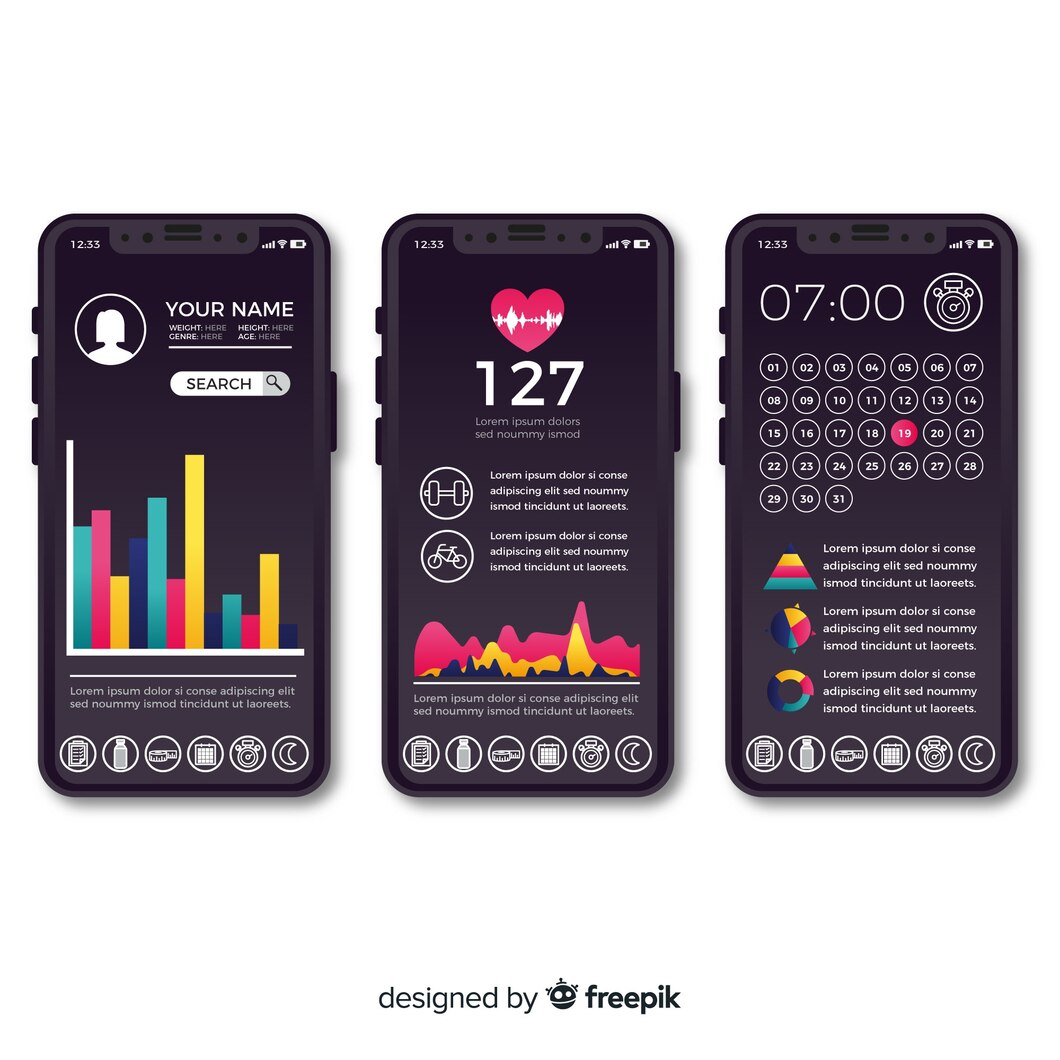 12:33
YOUR NAME
WEIGHT: HERE HEIGHT: HERE
GENRE: HERE AGE: HERE
SEARCH
Lorem ipsum dolor si conse adipiscing elit
sed noummy incidunt ut laoreets.
12:33
127
Lorem ipsum dolors
sed noummy ismod
Lorem ipsum dolor si conse
adipiscing elit sed noummy
ismod tincidunt ut laoreets.
Lorem ipsum dolor si conse
adipiscing elit sed noummy
ismod tincidunt ut laoreets.
Lorem ipsum dolor si conse adipiscing elit
sed noummy ismod tincidunt ut laoreets.
12:33
07:00
01 02 03 04 05 06 07
08 09 10 11 12 13 14
15 16 17 18 19 20 21
22 23 24 25 26 27 28
29 30 31
Lorem ipsum dolor si conse
adipiscing elit sed noummy
ismod tincidunt ut laoreets.
Lorem ipsum dolor si conse
adipiscing elit sed noummy
ismod tincidunt ut laoreets.
Lorem ipsum dolor si conse
adipiscing elit sed noummy
ismod tincidunt ut laoreets.
designed by freepik